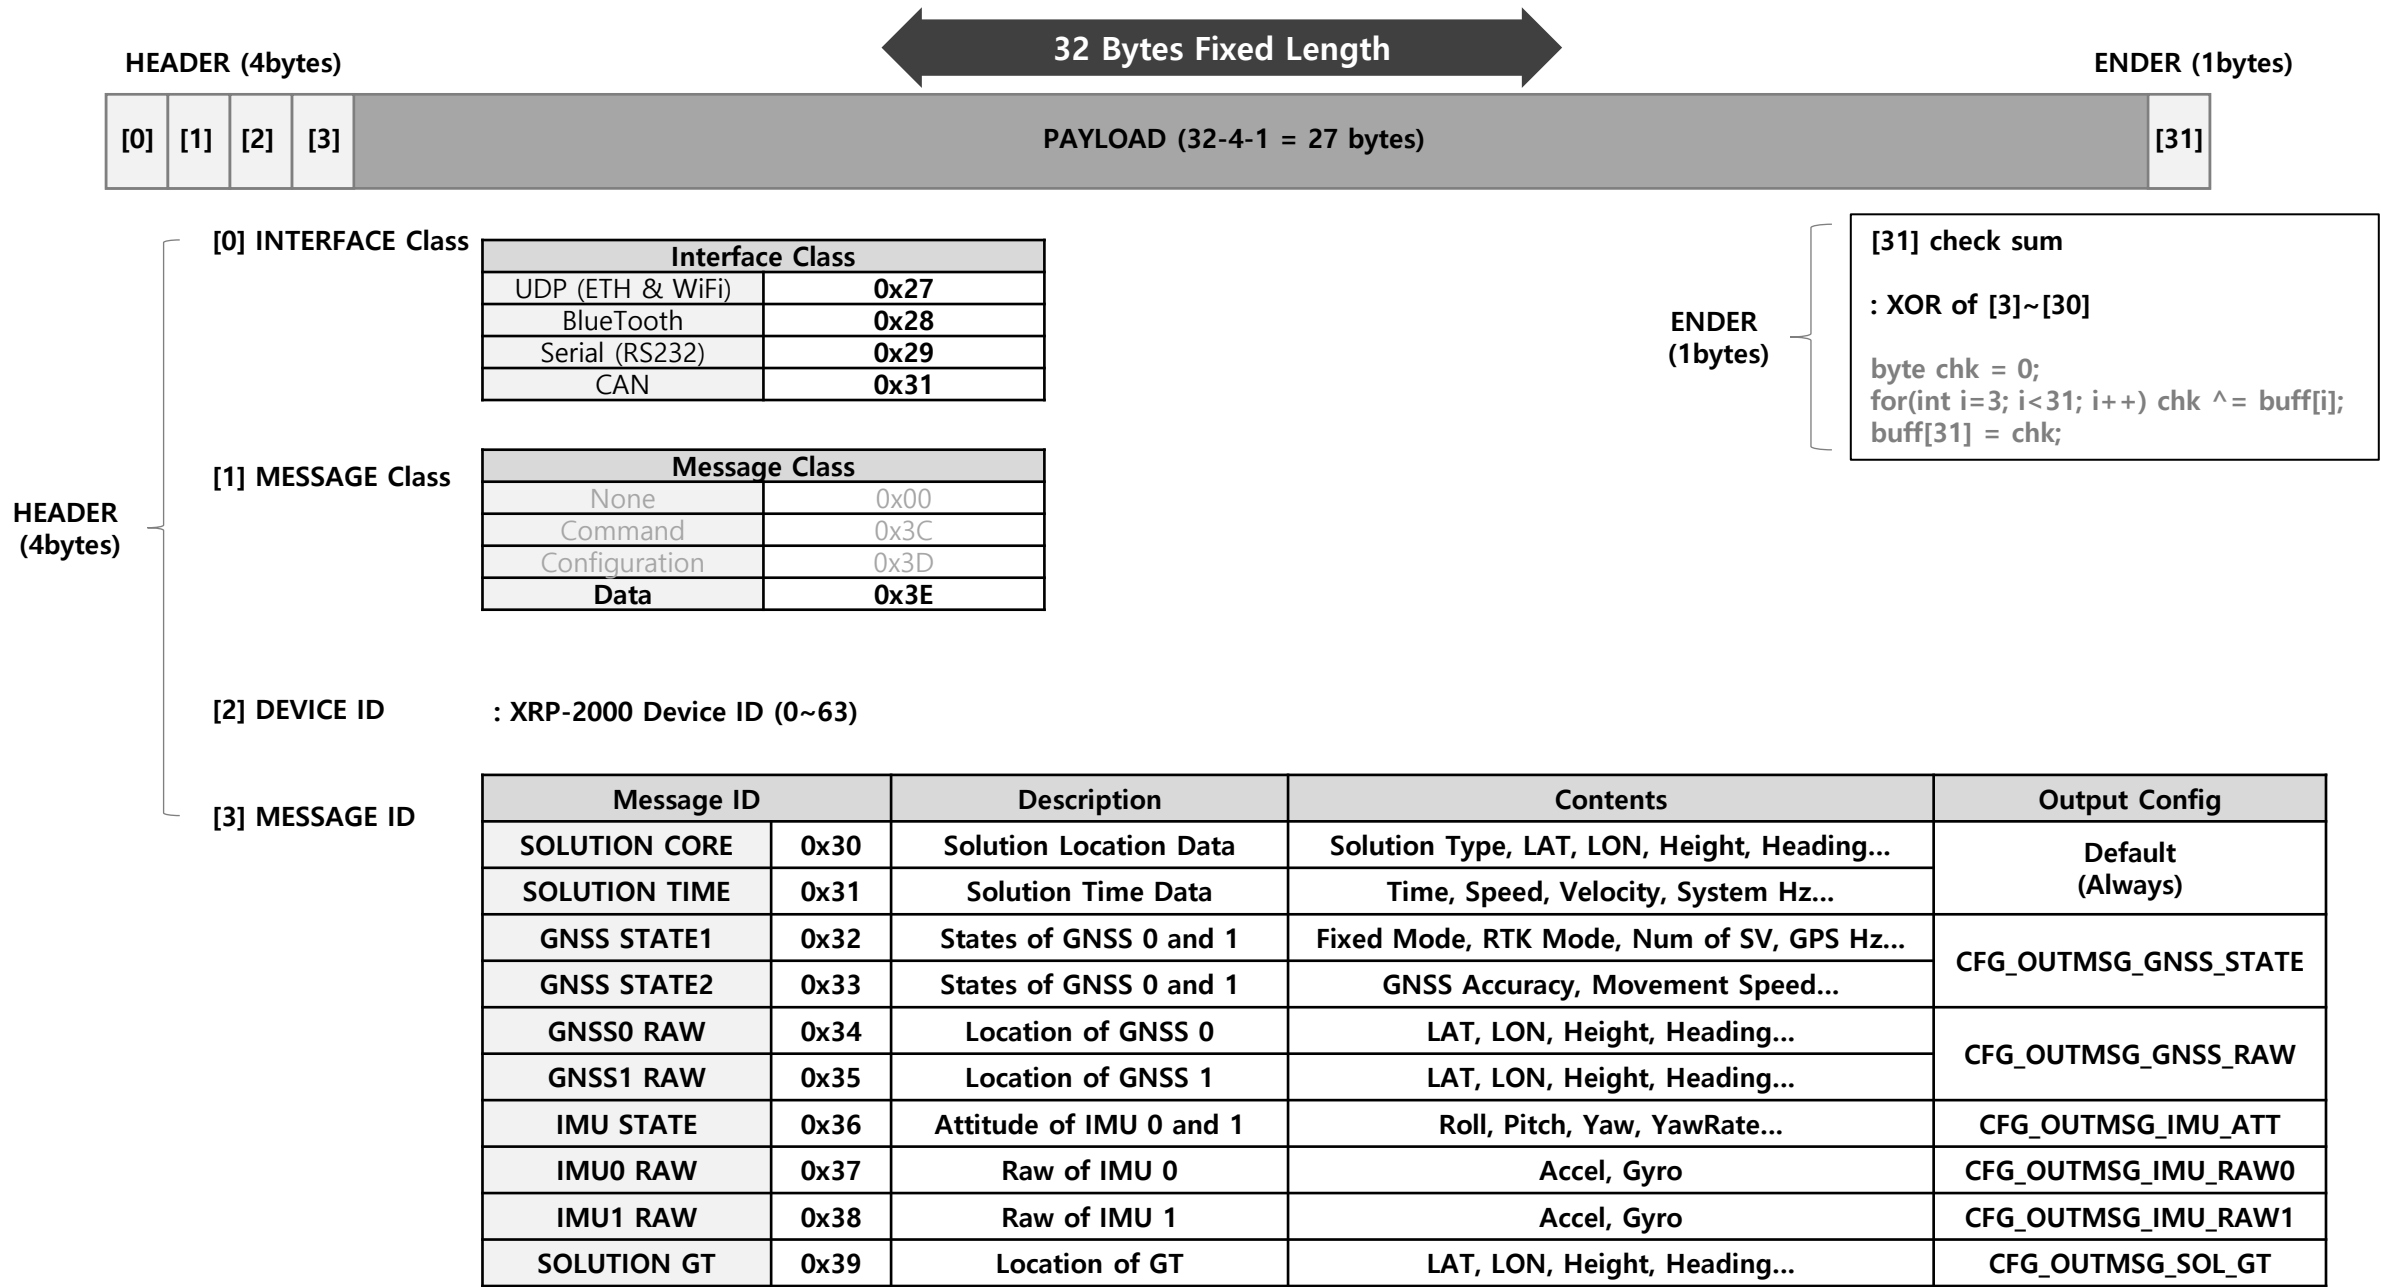 32 Bytes Fixed Length
HEADER (4bytes)
ENDER (1bytes)
[0] [1] [2] [3] PAYLOAD (32-4-1 = 27 bytes) [31]
[0] INTERFACE Class
Interface Class
UDP (ETH & WiFi) 0x27
BlueTooth 0x28
Serial (RS232) 0x29
CAN 0x31
ENDER
(1bytes)
[31] check sum
: XOR of [3]~[30]
byte chk = 0;
for(int i=3; i<31; i++) chk ^= buff[i];
buff[31] = chk;
HEADER
(4bytes)
[1] MESSAGE Class
Message Class
None 0x00
Command 0x3C
Configuration 0x3D
Data 0x3E
[2] DEVICE ID : XRP-2000 Device ID (0~63)
[3] MESSAGE ID
Message ID Description Contents Output Config
SOLUTION CORE 0x30 Solution Location Data Solution Type, LAT, LON, Height, Heading...
Default
(Always)
SOLUTION TIME 0x31 Solution Time Data Time, Speed, Velocity, System Hz...
GNSS STATE1 0x32 States of GNSS 0 and 1 Fixed Mode, RTK Mode, Num of SV, GPS Hz...
CFG_OUTMSG_GNSS_STATE
GNSS STATE2 0x33 States of GNSS 0 and 1 GNSS Accuracy, Movement Speed...
GNSS0 RAW 0x34 Location of GNSS 0 LAT, LON, Height, Heading...
CFG_OUTMSG_GNSS_RAW
GNSS1 RAW 0x35 Location of GNSS 1 LAT, LON, Height, Heading...
IMU STATE 0x36 Attitude of IMU 0 and 1 Roll, Pitch, Yaw, YawRate... CFG_OUTMSG_IMU_ATT
IMU0 RAW 0x37 Raw of IMU 0 Accel, Gyro CFG_OUTMSG_IMU_RAW0
IMU1 RAW 0x38 Raw of IMU 1 Accel, Gyro CFG_OUTMSG_IMU_RAW1
SOLUTION GT 0x39 Location of GT LAT, LON, Height, Heading... CFG_OUTMSG_SOL_GT